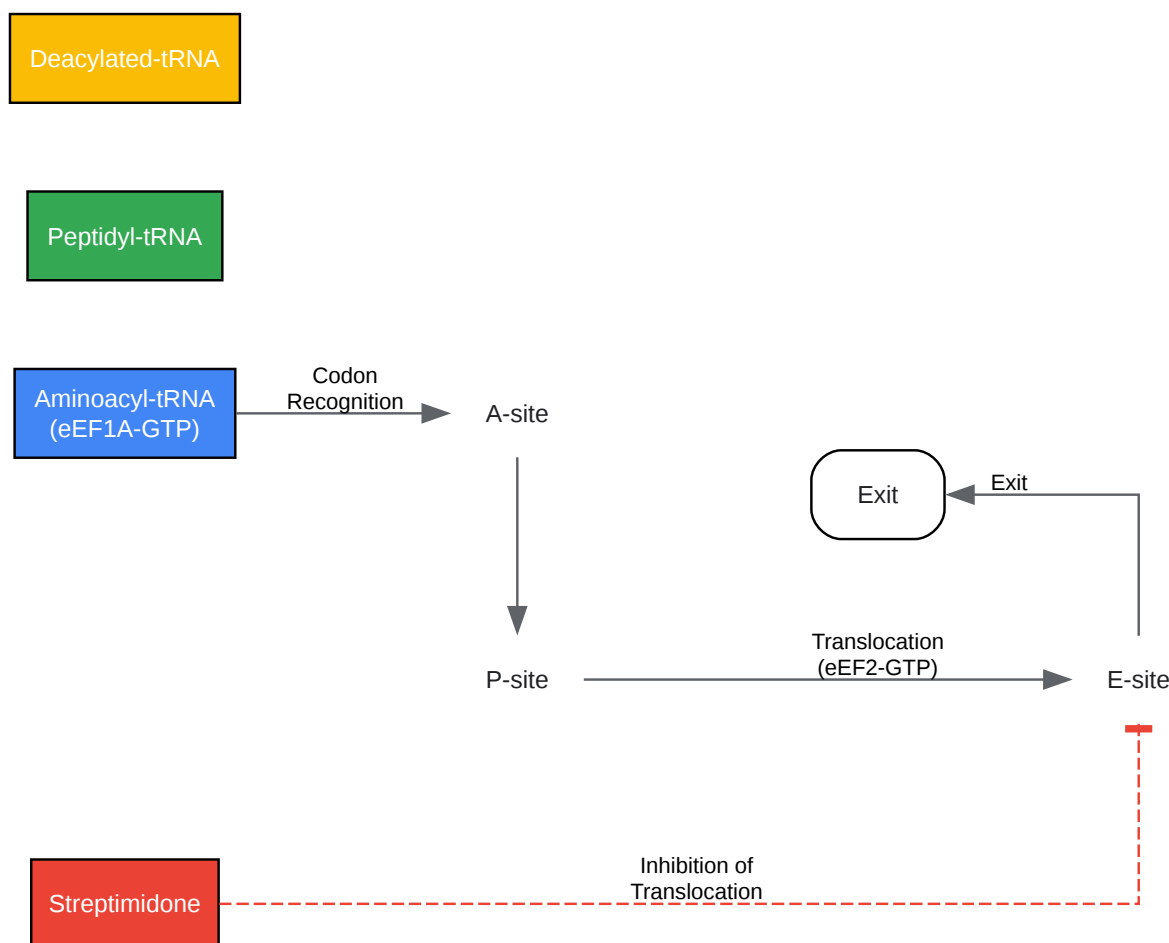 Deacylated-tRNA
Peptidyl-tRNA
Aminoacyl-tRNA
(eEF1A-GTP)
Codon
Recognition
A-site
Exit
Exit
P-site
Translocation
(eEF2-GTP)
E-site
Streptimidone
Inhibition of
Translocation